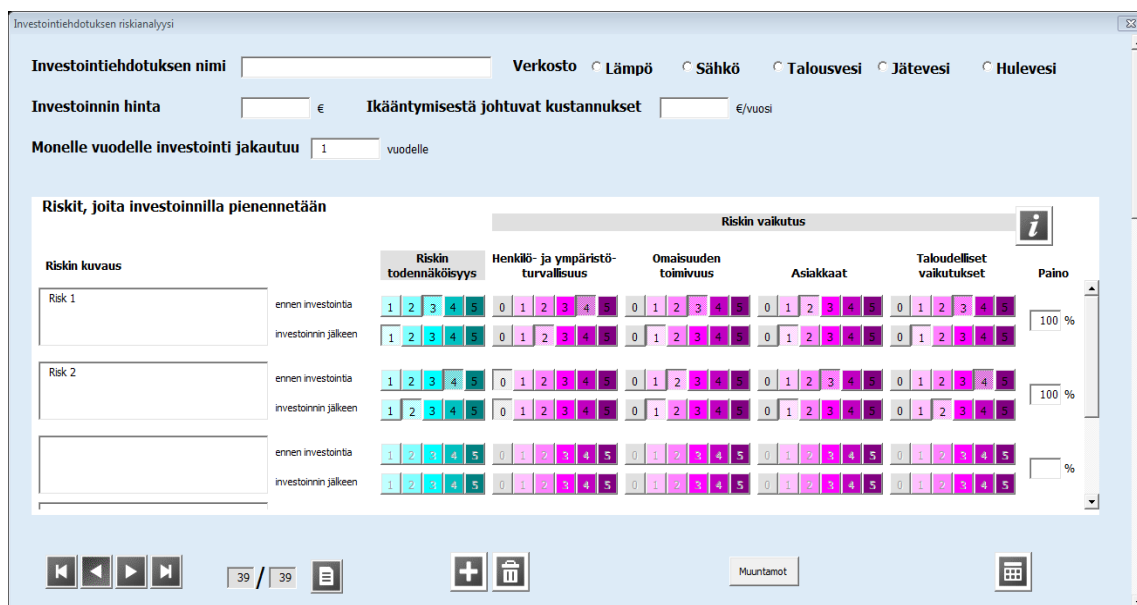 Investointiehdotuksen riskianalyysi
Investointiehdotuksen nimi Verkosto Lämpö Sähkö Talousvesi Jätevesi Hulevesi
Investoinnin hinta € Ikääntymisestä johtuvat kustannukset €/vuosi
Monelle vuodelle investointi jakautuu 1 vuodelle
Riskit, joita investoinnilla pienennetään
Riskin vaikutus i
Riskin kuvaus
Riskin
todennäköisyys
Henkilö- ja ympäristö-
turvallisuus
Omaisuuden
toimivuus
Asiakkaat
Taloudelliset
vaikutukset
Paino
Risk 1
ennen investointia 1 2 3 4 5 0 1 2 3 4 5 0 1 2 3 4 5 0 1 2 3 4 5 0 1 2 3 4 5
100 %
investoinnin jälkeen 1 2 3 4 5 0 1 2 3 4 5 0 1 2 3 4 5 0 1 2 3 4 5 0 1 2 3 4 5
Risk 2
ennen investointia 1 2 3 4 5 0 1 2 3 4 5 0 1 2 3 4 5 0 1 2 3 4 5 0 1 2 3 4 5
100 %
investoinnin jälkeen 1 2 3 4 5 0 1 2 3 4 5 0 1 2 3 4 5 0 1 2 3 4 5 0 1 2 3 4 5
ennen investointia 1 2 3 4 5 0 1 2 3 4 5 0 1 2 3 4 5 0 1 2 3 4 5 0 1 2 3 4 5
%
investoinnin jälkeen 1 2 3 4 5 0 1 2 3 4 5 0 1 2 3 4 5 0 1 2 3 4 5 0 1 2 3 4 5
39 / 39
Muuntamot